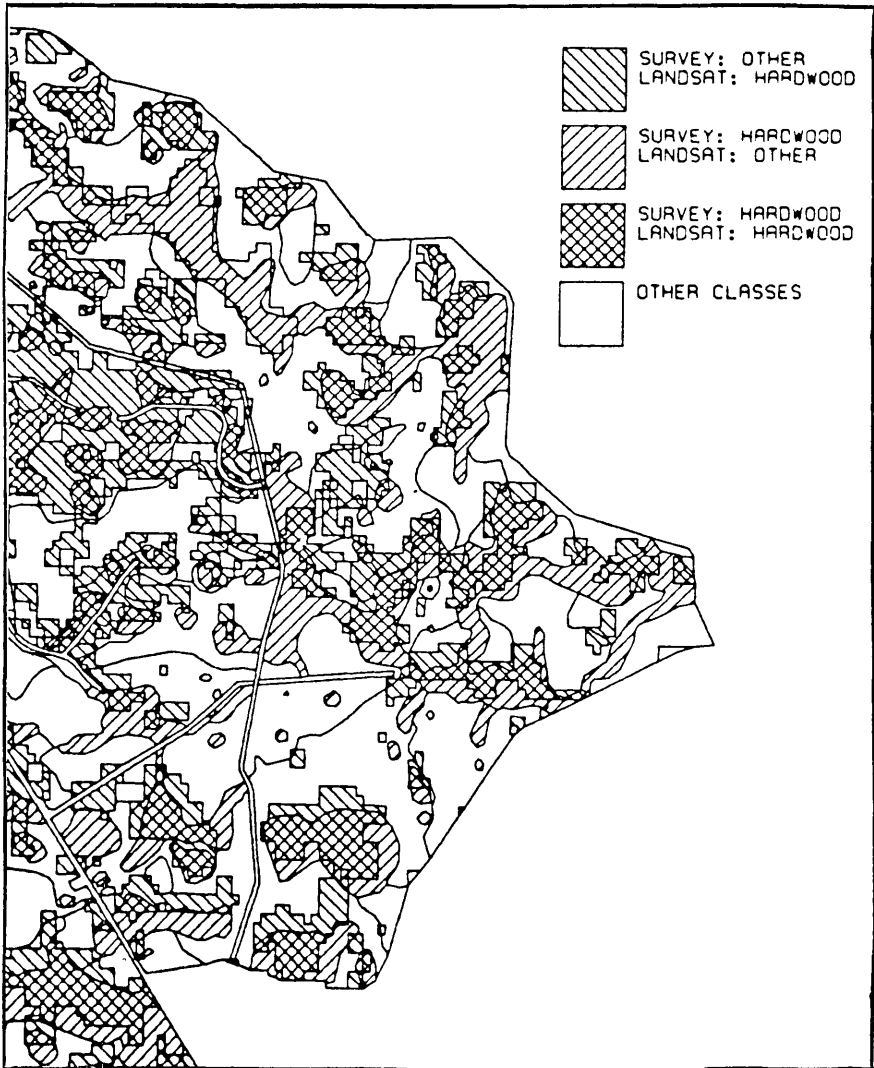 SURVEY: OTHER
LANDSAT: HARDWOOD
SURVEY: HARDWOOD
LANDSAT: OTHER
SURVEY: HARDWOOD
LANDSAT: HARDWOOD
OTHER CLASSES